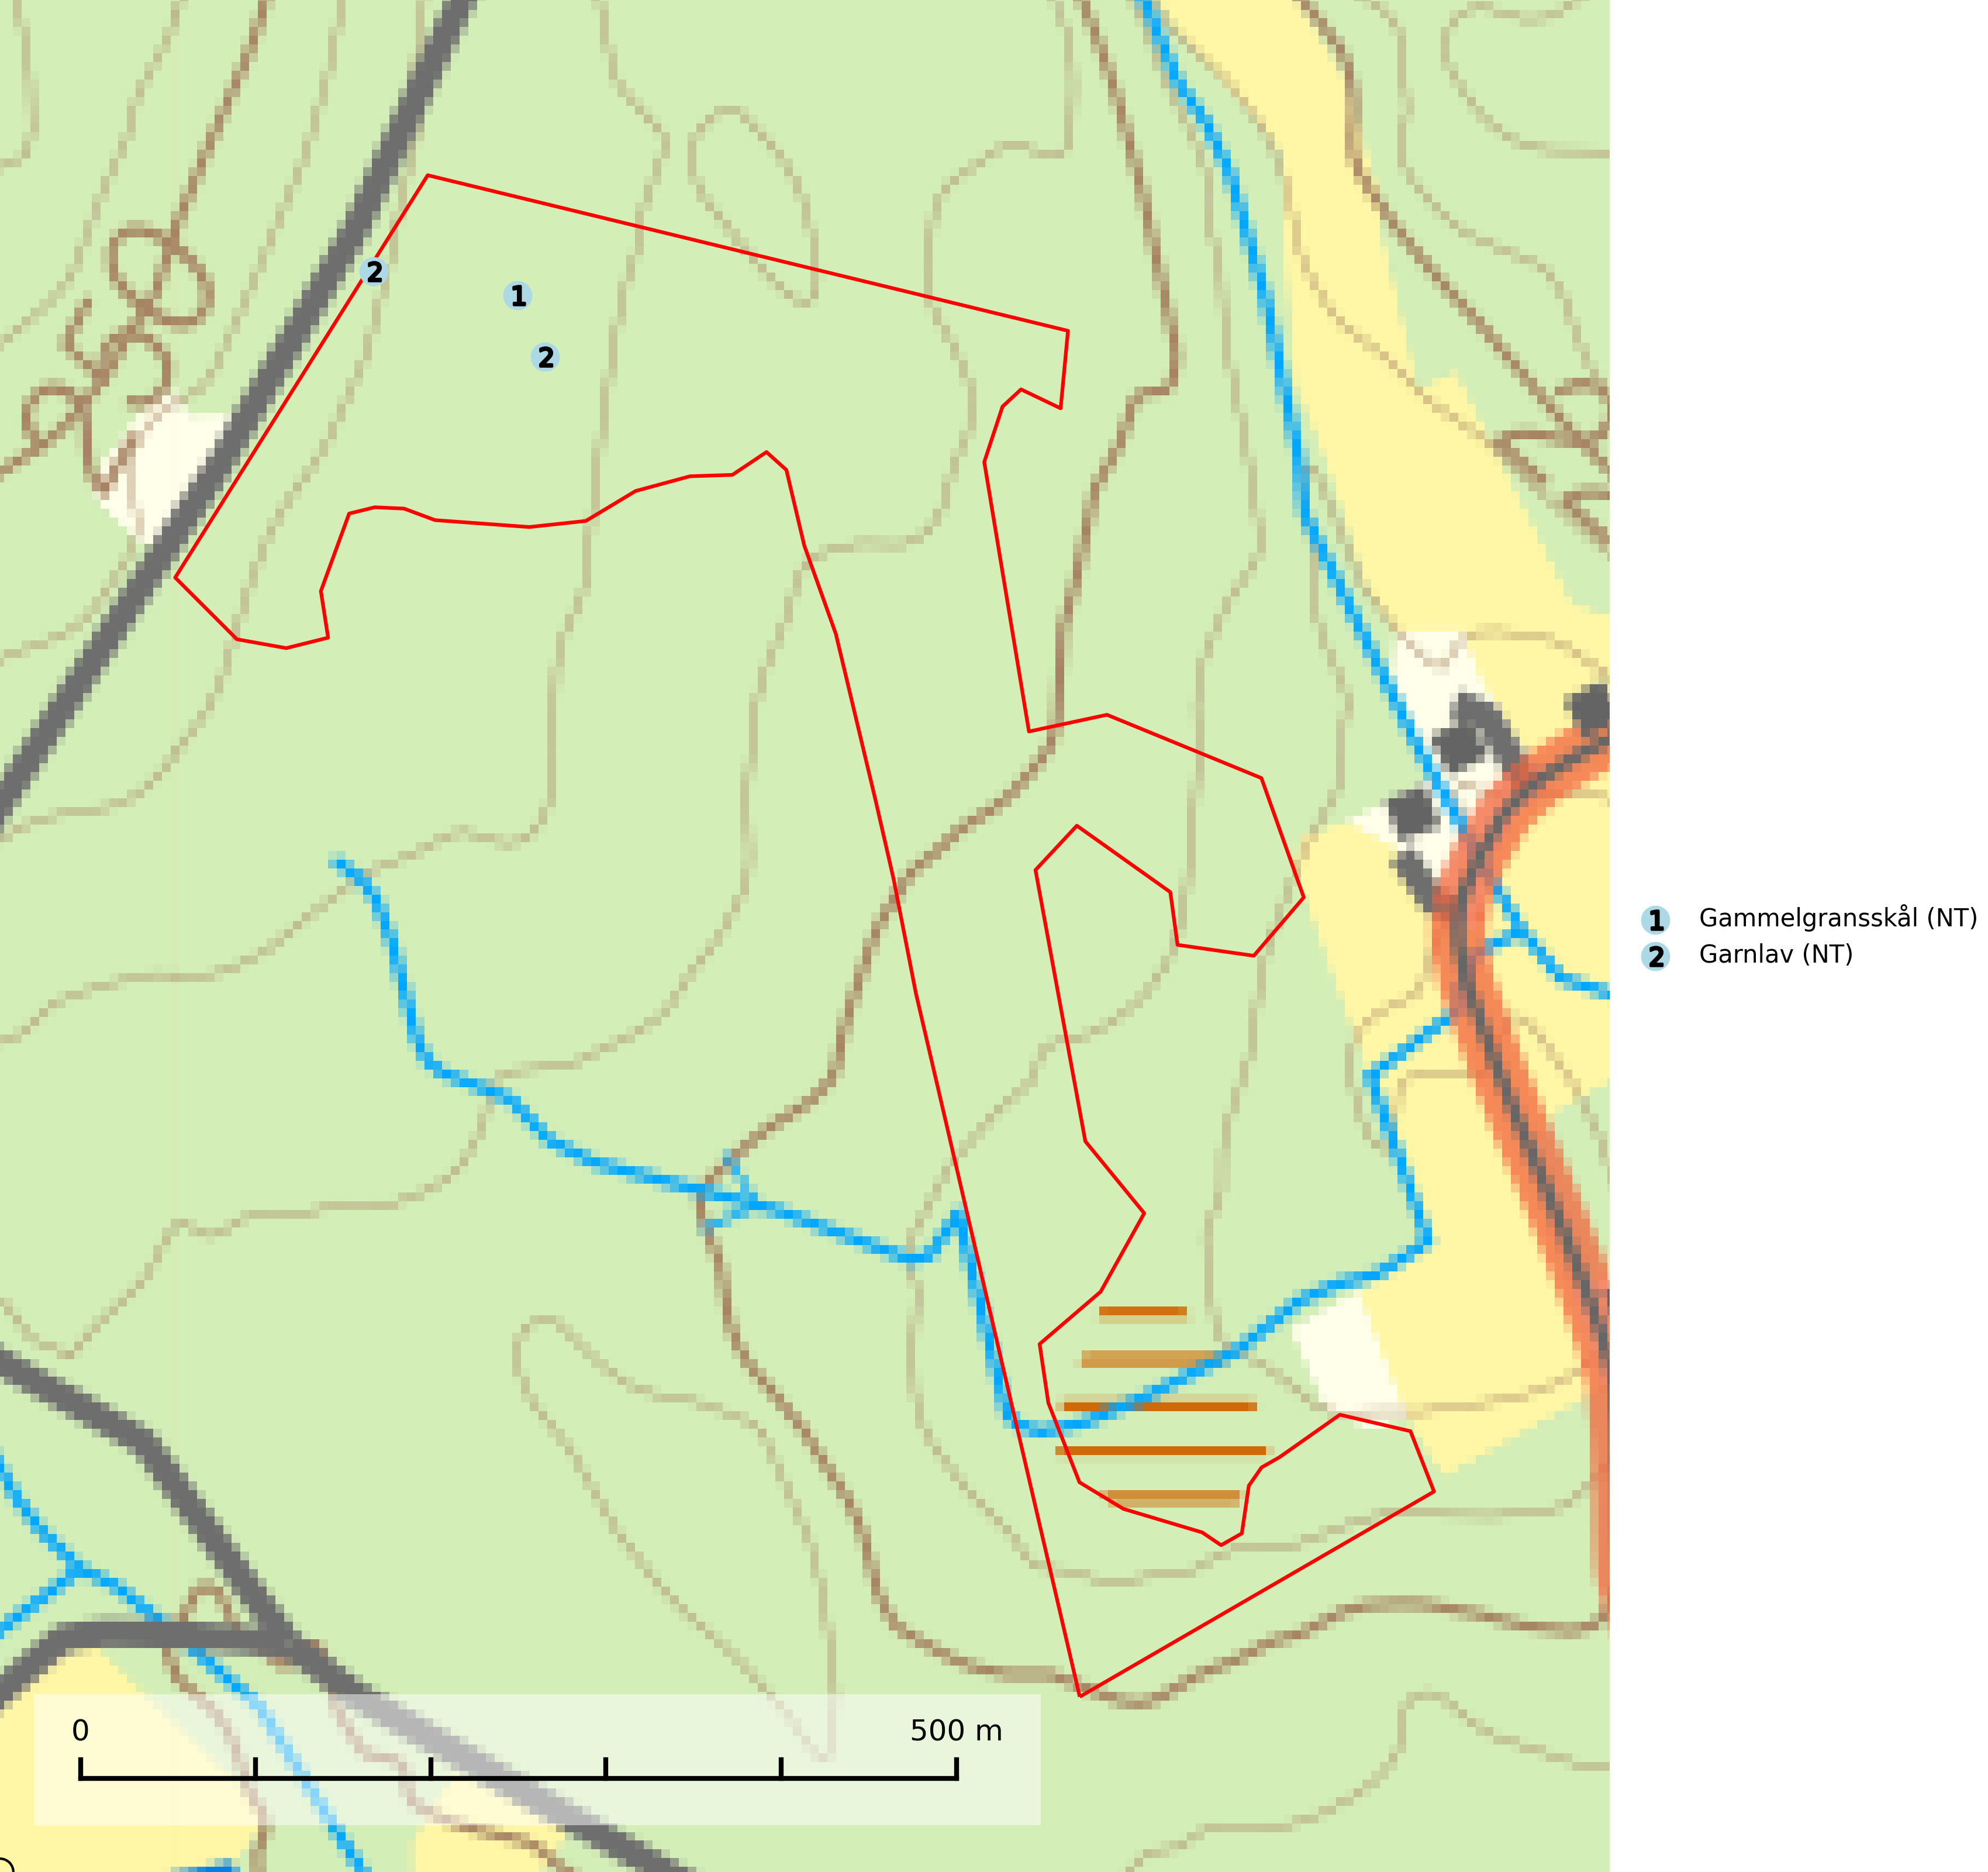 2
1
2
1 Gammelgransskål (NT)
2 Garnlav (NT)
0 500 m